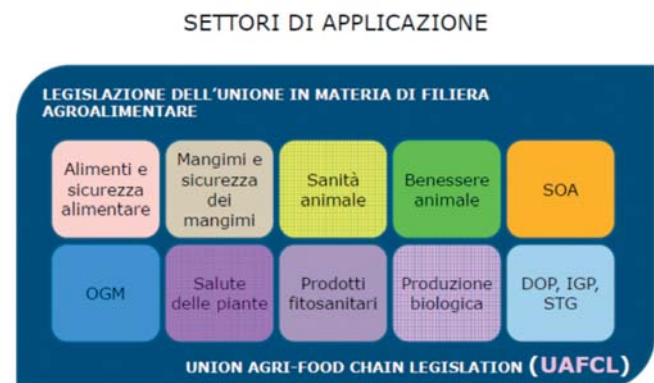 SETTORI DI APPLICAZIONE
LEGISLAZIONE DELL'UNIONE IN MATERIA DI FILIERA
AGROALIMENTARE
Alimenti e
sicurezza
alimentare
Mangimi e
sicurezza
dei
mangimi
Sanità
animale
Benessere
animale
SOA
OGM
Salute
delle piante
Prodotti
fitosanitari
Produzione
biologica
DOP, IGP,
STG
UNION AGRI-FOOD CHAIN LEGISLATION (UAFCL)